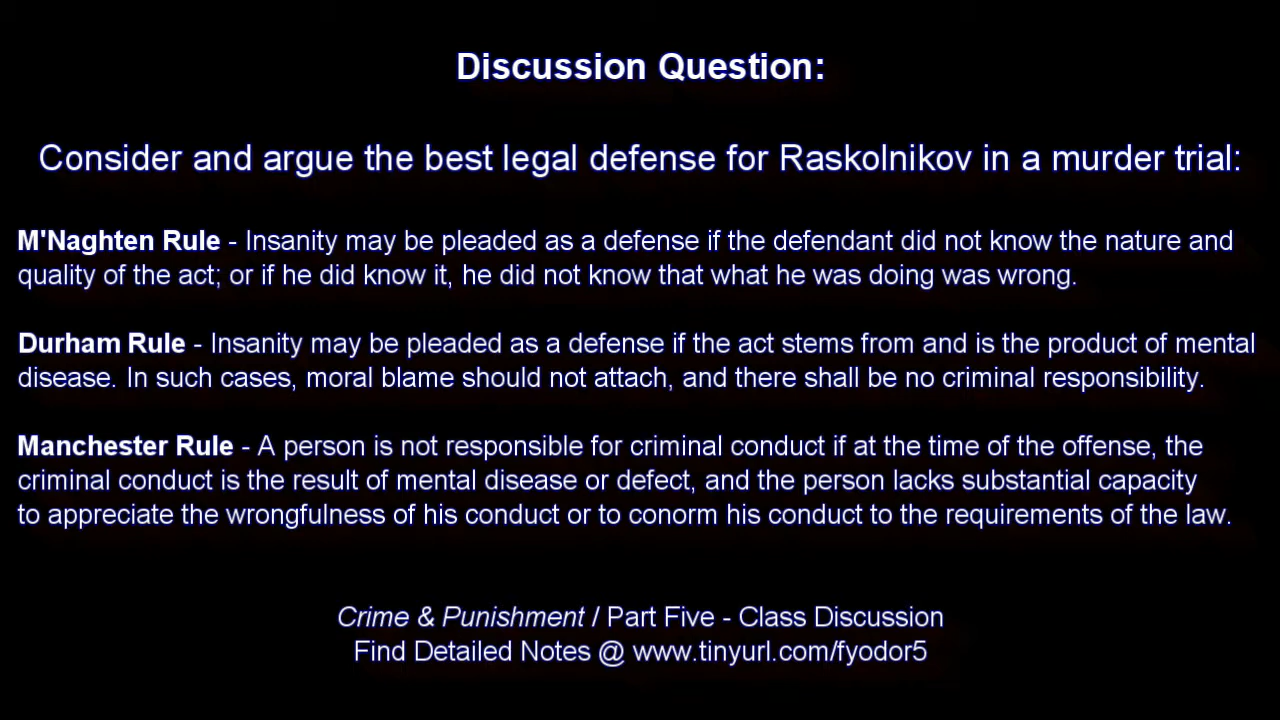 Discussion Question:
Consider and argue the best legal defense for Raskolnikov in a murder trial:
M'Naghten Rule - Insanity may be pleaded as a defense if the defendant did not know the nature and
quality of the act; or if he did know it, he did not know that what he was doing was wrong.
Durham Rule - Insanity may be pleaded as a defense if the act stems from and is the product of mental
disease. In such cases, moral blame should not attach, and there shall be no criminal responsibility.
Manchester Rule - A person is not responsible for criminal conduct if at the time of the offense, the
criminal conduct is the result of mental disease or defect, and the person lacks substantial capacity
to appreciate the wrongfulness of his conduct or to conorm his conduct to the requirements of the law.
Crime & Punishment / Part Five - Class Discussion
Find Detailed Notes @ www.tinyurl.com/fyodor5